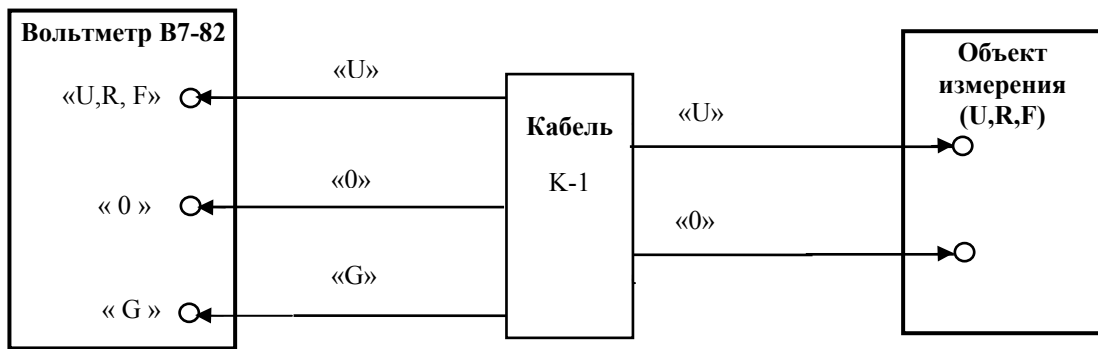 Вольтметр В7-82
«U,R, F»
« 0 »
« G »
«U»
«0»
«G»
Кабель
К-1
«U»
«0»
Объект
измерения
(U,R,F)